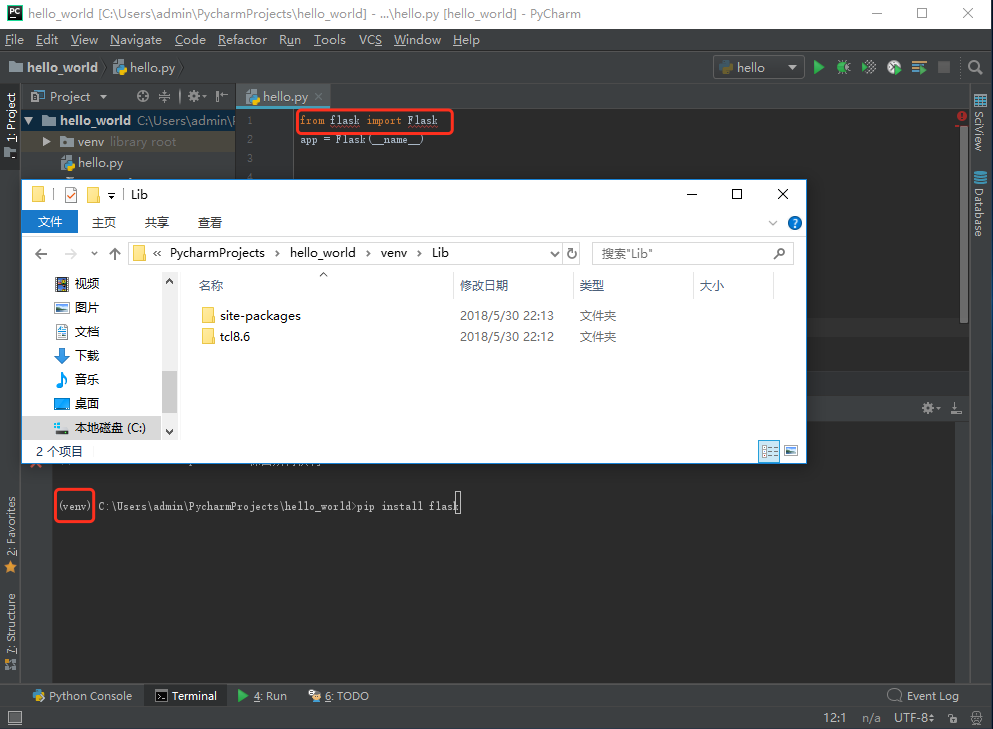 hello_world [C:\Users\admin\PycharmProjects\hello_world] - ...\hello.py [hello_world] - PyCharm
File Edit View Navigate Code Refactor Run Tools VCS Window Help
hello_world hello.py hello
Project hello.py
1: Project
hello_world C:\Users\admin\
venv library root
hello.py
1 from flask import Flask
2 app = Flask(__name__)
3
4
SciView
Database
Lib
文件 主页 共享 查看
« PycharmProjects › hello_world › venv › Lib 搜索"Lib"
名称 修改日期 类型 大小
视频
图片
文档
下载
音乐
桌面
本地磁盘 (C:)
site-packages 2018/5/30 22:13 文件夹
tcl8.6 2018/5/30 22:12 文件夹
2 个项目
(venv) C:\Users\admin\PycharmProjects\hello_world>pip install flask
2: Favorites
7: Structure
Python Console Terminal 4: Run 6: TODO Event Log
12:1 n/a UTF-8